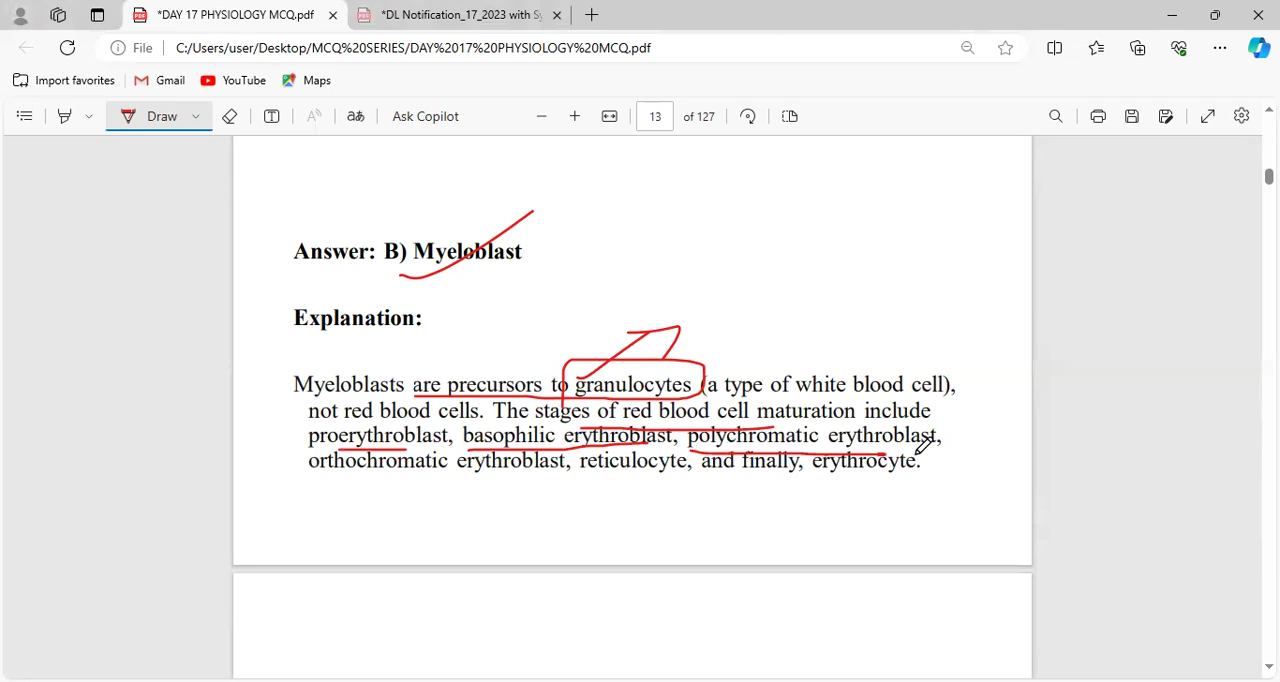 *DAY 17 PHYSIOLOGY MCQ.pdf
*DL Notification_17_2023 with Sy
File C:/Users/user/Desktop/MCQ%20SERIES/DAY%2017%20PHYSIOLOGY%20MCQ.pdf
Import favorites Gmail YouTube Maps
Draw aあ Ask Copilot 13 of 127
Answer: B) Myeloblast
Explanation:
Myeloblasts are precursors to granulocytes (a type of white blood cell),
not red blood cells. The stages of red blood cell maturation include
proerythroblast, basophilic erythroblast, polychromatic erythroblast,
orthochromatic erythroblast, reticulocyte, and finally, erythrocyte.